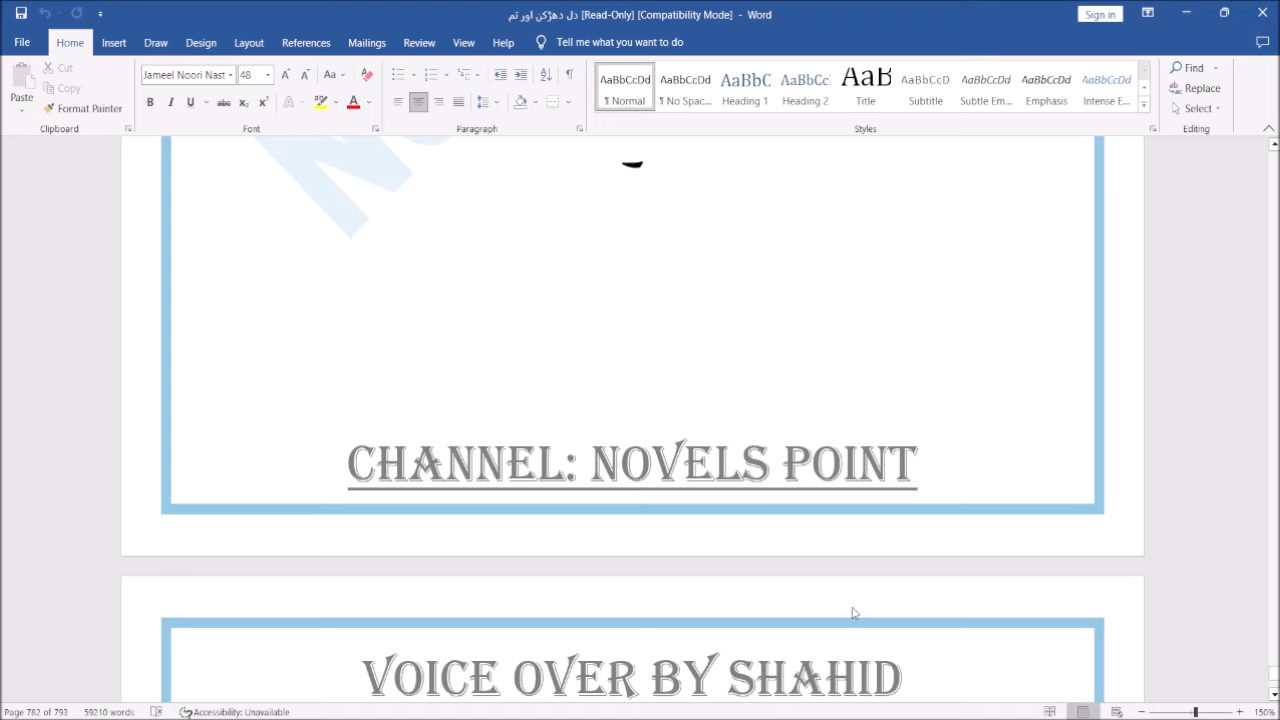 دل دھڑکن اور تم [Read-Only] [Compatibility Mode] - Word
Sign in
File Home Insert Draw Design Layout References Mailings Review View Help Tell me what you want to do
Paste
Cut
Copy
Format Painter
Clipboard
Jameel Noori Nast 48
Font
Paragraph
AaBbCcDd AaBbCcDd AaBbC AaBbCc AaB AaBbCcD AaBbCcDd AaBbCcDd AaBbCcDd
¶ Normal ¶ No Spac... Heading 1 Heading 2 Title Subtitle Subtle Em... Emphasis Intense E...
Styles
Find
Replace
Select
Editing
CHANNEL: NOVELS POINT
VOICE OVER BY SHAHID
Page 782 of 793 59210 words Accessibility: Unavailable 150%